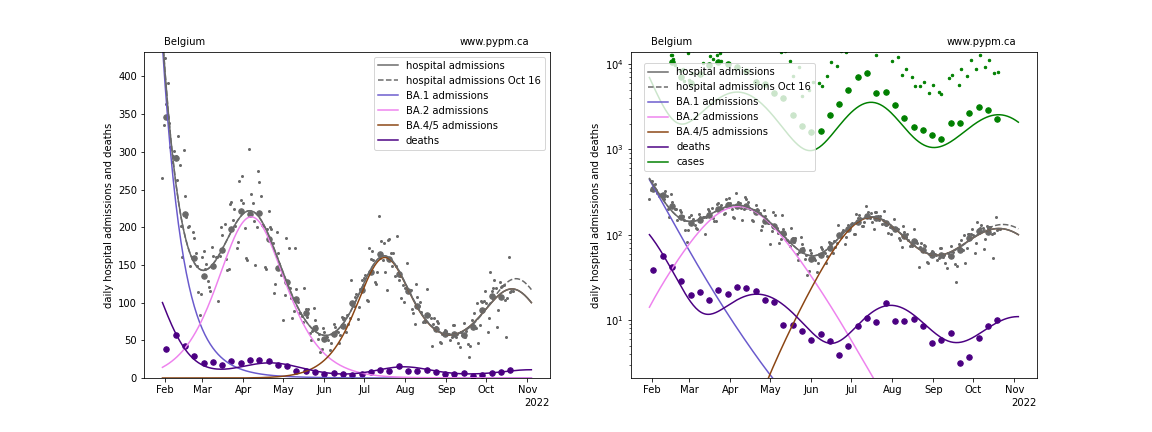 Belgium www.pypm.ca
daily hospital admissions and deaths
400
350
300
250
200
150
100
50
0
hospital admissions
hospital admissions Oct 16
BA.1 admissions
BA.2 admissions
BA.4/5 admissions
deaths
Feb Mar Apr May Jun Jul Aug Sep Oct Nov
2022
Belgium www.pypm.ca
daily hospital admissions and deaths
10⁴
10³
10²
10¹
hospital admissions
hospital admissions Oct 16
BA.1 admissions
BA.2 admissions
BA.4/5 admissions
deaths
cases
Feb Mar Apr May Jun Jul Aug Sep Oct Nov
2022